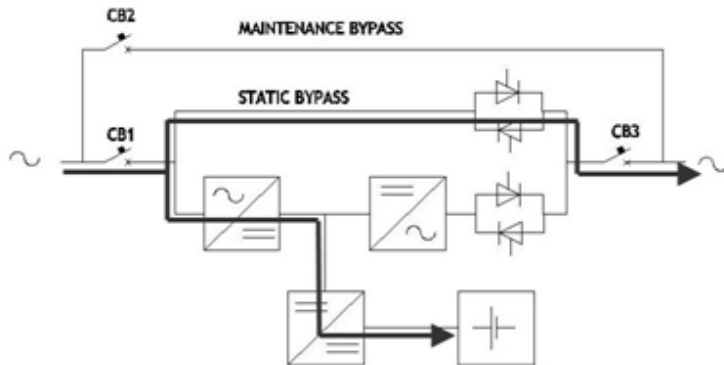 CB2
MAINTENANCE BYPASS
STATIC BYPASS
CB1
CB3